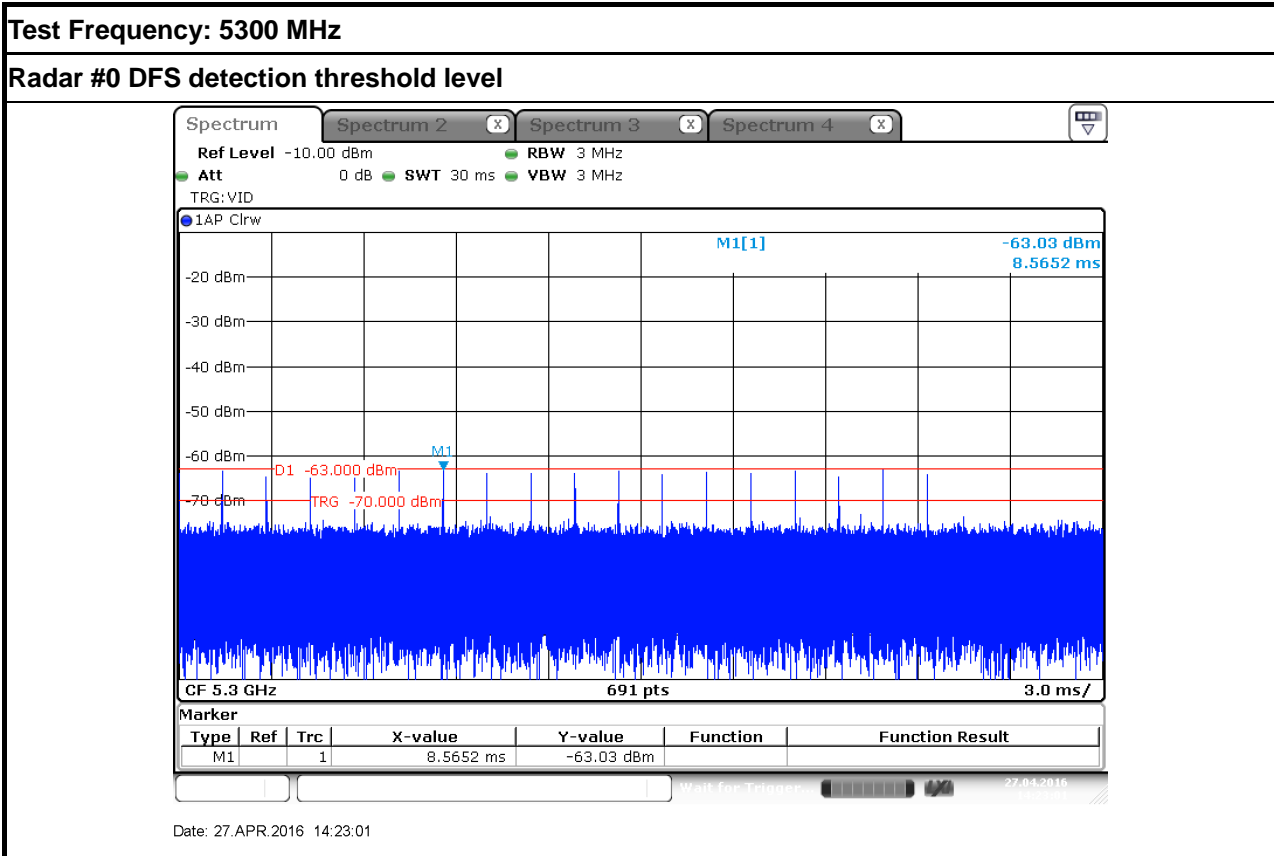 Test Frequency: 5300 MHz
Radar #0 DFS detection threshold level
Spectrum Spectrum 2 X Spectrum 3 X Spectrum 4 X
Ref Level -10.00 dBm RBW 3 MHz
Att 0 dB SWT 30 ms VBW 3 MHz
TRG:VID
1AP Clrw
M1[1] -63.03 dBm
8.5652 ms
-20 dBm
-30 dBm
-40 dBm
-50 dBm
M1
-60 dBm
D1 -63.000 dBm
-70 dBm
TRG -70.000 dBm
CF 5.3 GHz 691 pts 3.0 ms/
Marker
Type Ref Trc X-value Y-value Function Function Result
M1 1 8.5652 ms -63.03 dBm
Wait for Trigger... 27.04.2016
Date: 27.APR.2016 14:23:01